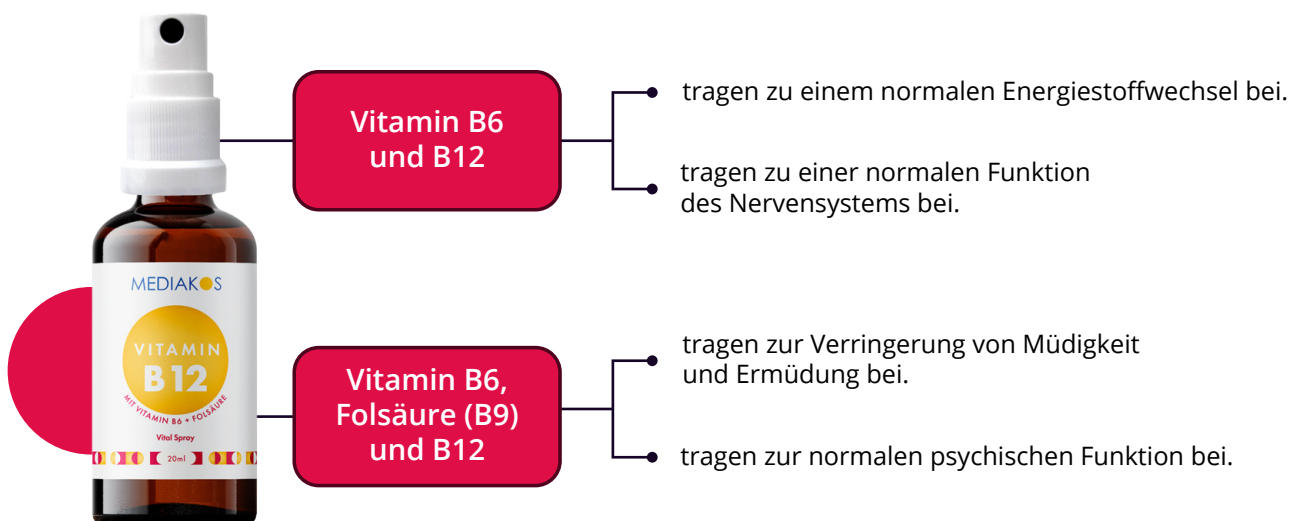 Vitamin B6
und B12
tragen zu einem normalen Energiestoffwechsel bei.
tragen zu einer normalen Funktion
des Nervensystems bei.
MEDIAKOS
VITAMIN
B12
MIT VITAMIN B6 + FOLSÄURE
Vital Spray
20ml
Vitamin B6,
Folsäure (B9)
und B12
tragen zur Verringerung von Müdigkeit
und Ermüdung bei.
tragen zur normalen psychischen Funktion bei.